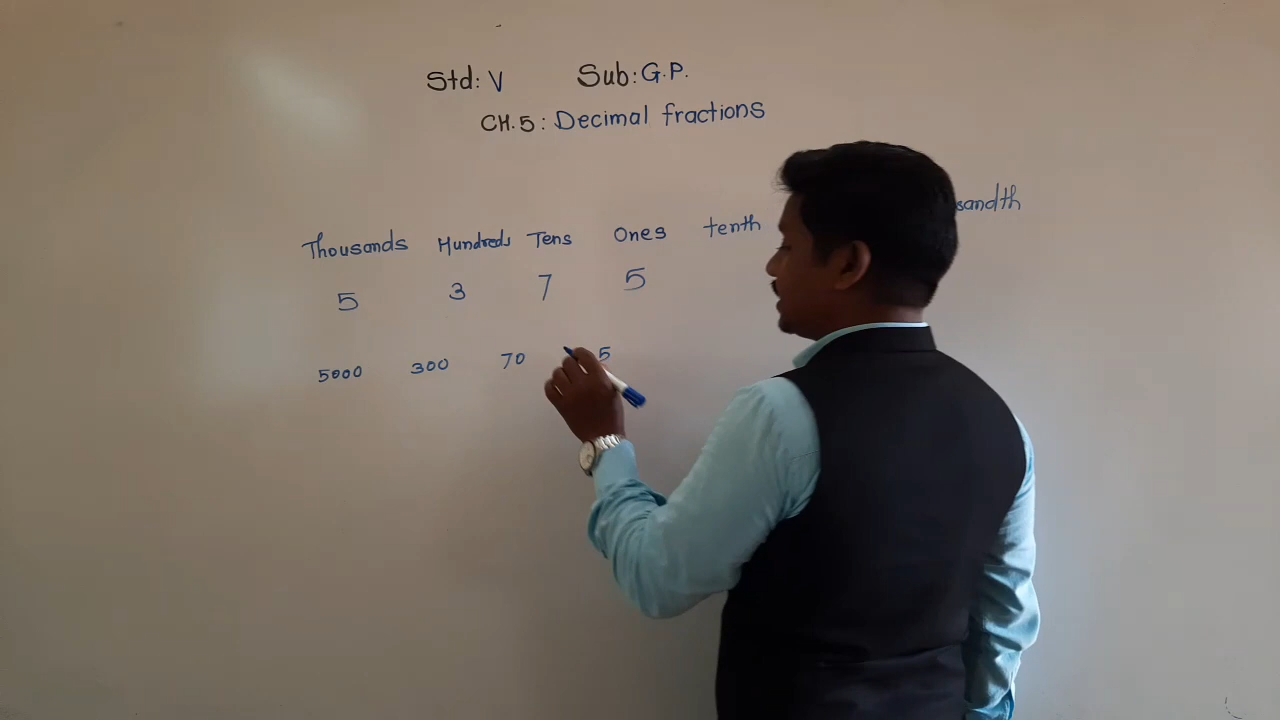 Std: V Sub: G.P.
CH.5: Decimal fractions
Thousands Hundreds Tens Ones tenth
5 3 7 5
5000 300 70 5